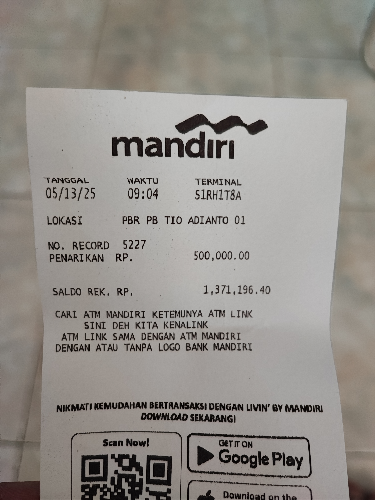 mandiri
TANGGAL WAKTU TERMINAL
05/13/25 09:04 S1RH1T8A
LOKASI PBR PB TIO ADIANTO 01
NO. RECORD 5227
PENARIKAN RP. 500,000.00
SALDO REK. RP. 1,371,196.40
CARI ATM MANDIRI KETEMUNYA ATM LINK
SINI DEH KITA KENALINK
ATM LINK SAMA DENGAN ATM MANDIRI
DENGAN ATAU TANPA LOGO BANK MANDIRI
NIKMATI KEMUDAHAN BERTRANSAKSI DENGAN LIVIN' BY MANDIRI
DOWNLOAD SEKARANG!
Scan Now!
GET IT ON
Google Play
Download on the